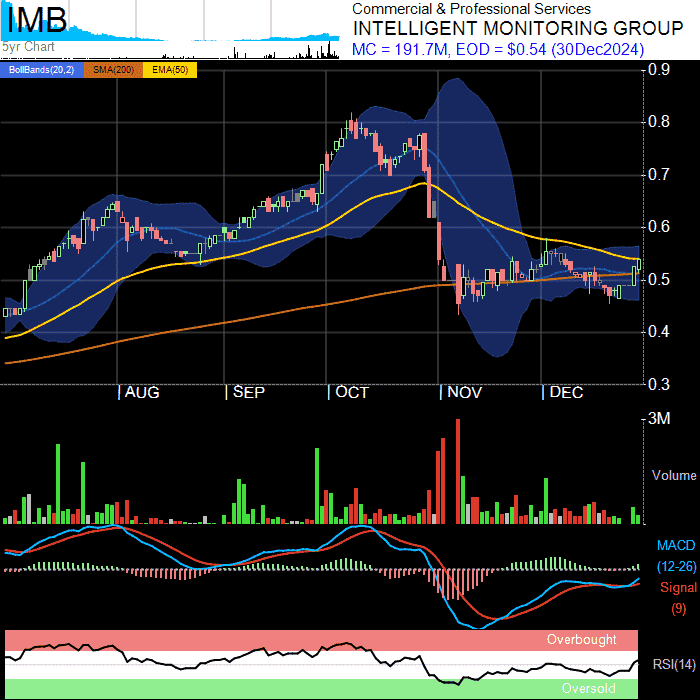 IMB
5yr Chart
Commercial & Professional Services
INTELLIGENT MONITORING GROUP
MC = 191.7M, EOD = $0.54 (30Dec2024)
BollBands(20,2) SMA(200) EMA(50)
0.9
0.8
0.7
0.6
0.5
0.4
0.3
AUG SEP OCT NOV DEC
3M
Volume
MACD
(12-26)
Signal
(9)
Overbought
RSI(14)
Oversold